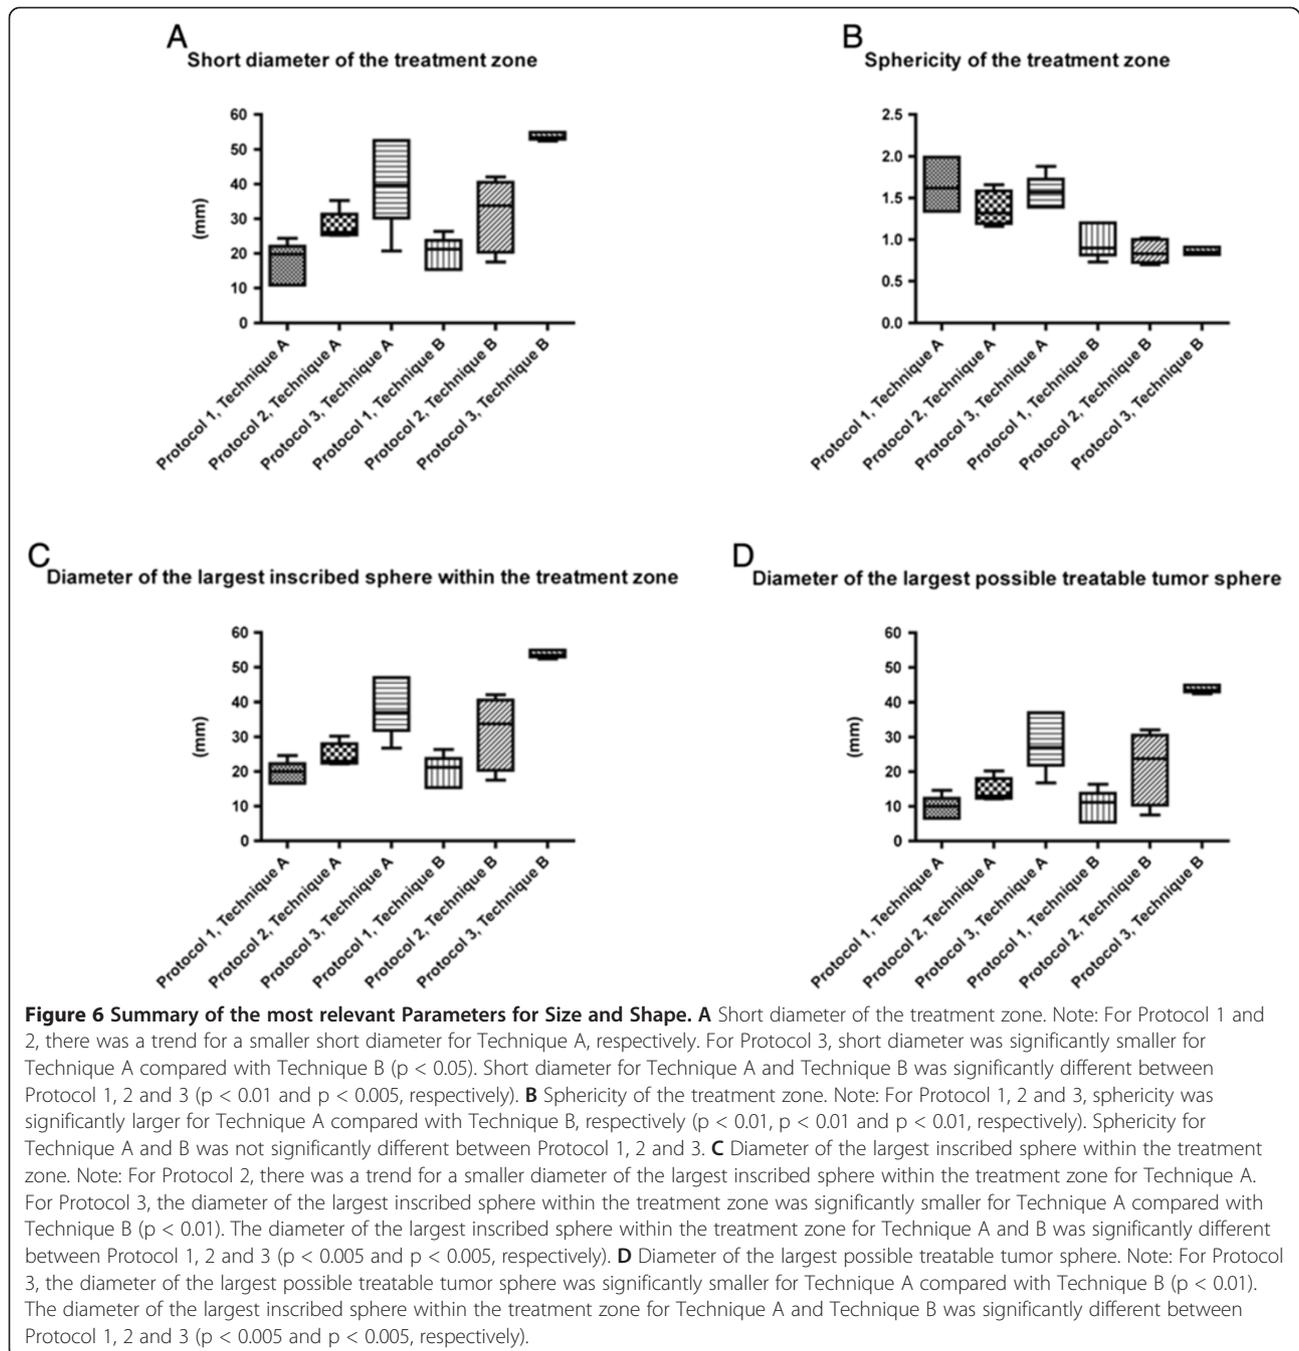 A
Short diameter of the treatment zone
60
50
40
30
20
10
0
(mm)
Protocol 1, Technique A
Protocol 2, Technique A
Protocol 3, Technique A
Protocol 1, Technique B
Protocol 2, Technique B
Protocol 3, Technique B
B
Sphericity of the treatment zone
2.5
2.0
1.5
1.0
0.5
0.0
Protocol 1, Technique A
Protocol 2, Technique A
Protocol 3, Technique A
Protocol 1, Technique B
Protocol 2, Technique B
Protocol 3, Technique B
C
Diameter of the largest inscribed sphere within the treatment zone
60
50
40
30
20
10
0
(mm)
Protocol 1, Technique A
Protocol 2, Technique A
Protocol 3, Technique A
Protocol 1, Technique B
Protocol 2, Technique B
Protocol 3, Technique B
D
Diameter of the largest possible treatable tumor sphere
60
50
40
30
20
10
0
(mm)
Protocol 1, Technique A
Protocol 2, Technique A
Protocol 3, Technique A
Protocol 1, Technique B
Protocol 2, Technique B
Protocol 3, Technique B
Figure 6 Summary of the most relevant Parameters for Size and Shape. A Short diameter of the treatment zone. Note: For Protocol 1 and
2, there was a trend for a smaller short diameter for Technique A, respectively. For Protocol 3, short diameter was significantly smaller for
Technique A compared with Technique B (p < 0.05). Short diameter for Technique A and Technique B was significantly different between
Protocol 1, 2 and 3 (p < 0.01 and p < 0.005, respectively). B Sphericity of the treatment zone. Note: For Protocol 1, 2 and 3, sphericity was
significantly larger for Technique A compared with Technique B, respectively (p < 0.01, p < 0.01 and p < 0.01, respectively). Sphericity for
Technique A and B was not significantly different between Protocol 1, 2 and 3. C Diameter of the largest inscribed sphere within the treatment
zone. Note: For Protocol 2, there was a trend for a smaller diameter of the largest inscribed sphere within the treatment zone for Technique A.
For Protocol 3, the diameter of the largest inscribed sphere within the treatment zone was significantly smaller for Technique A compared with
Technique B (p < 0.01). The diameter of the largest inscribed sphere within the treatment zone for Technique A and B was significantly different
between Protocol 1, 2 and 3 (p < 0.005 and p < 0.005, respectively). D Diameter of the largest possible treatable tumor sphere. Note: For Protocol
3, the diameter of the largest possible treatable tumor sphere was significantly smaller for Technique A compared with Technique B (p < 0.01).
The diameter of the largest inscribed sphere within the treatment zone for Technique A and Technique B was significantly different between
Protocol 1, 2 and 3 (p < 0.005 and p < 0.005, respectively).